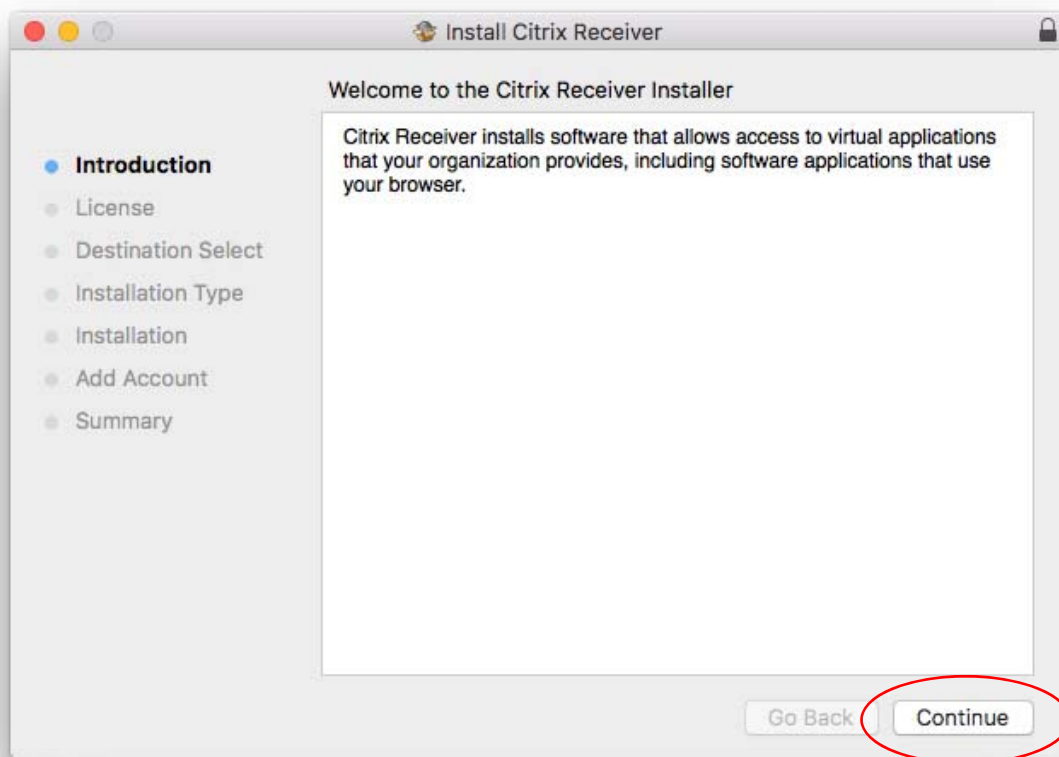 Install Citrix Receiver
Welcome to the Citrix Receiver Installer
Introduction
License
Destination Select
Installation Type
Installation
Add Account
Summary
Citrix Receiver installs software that allows access to virtual applications
that your organization provides, including software applications that use
your browser.
Go Back
Continue